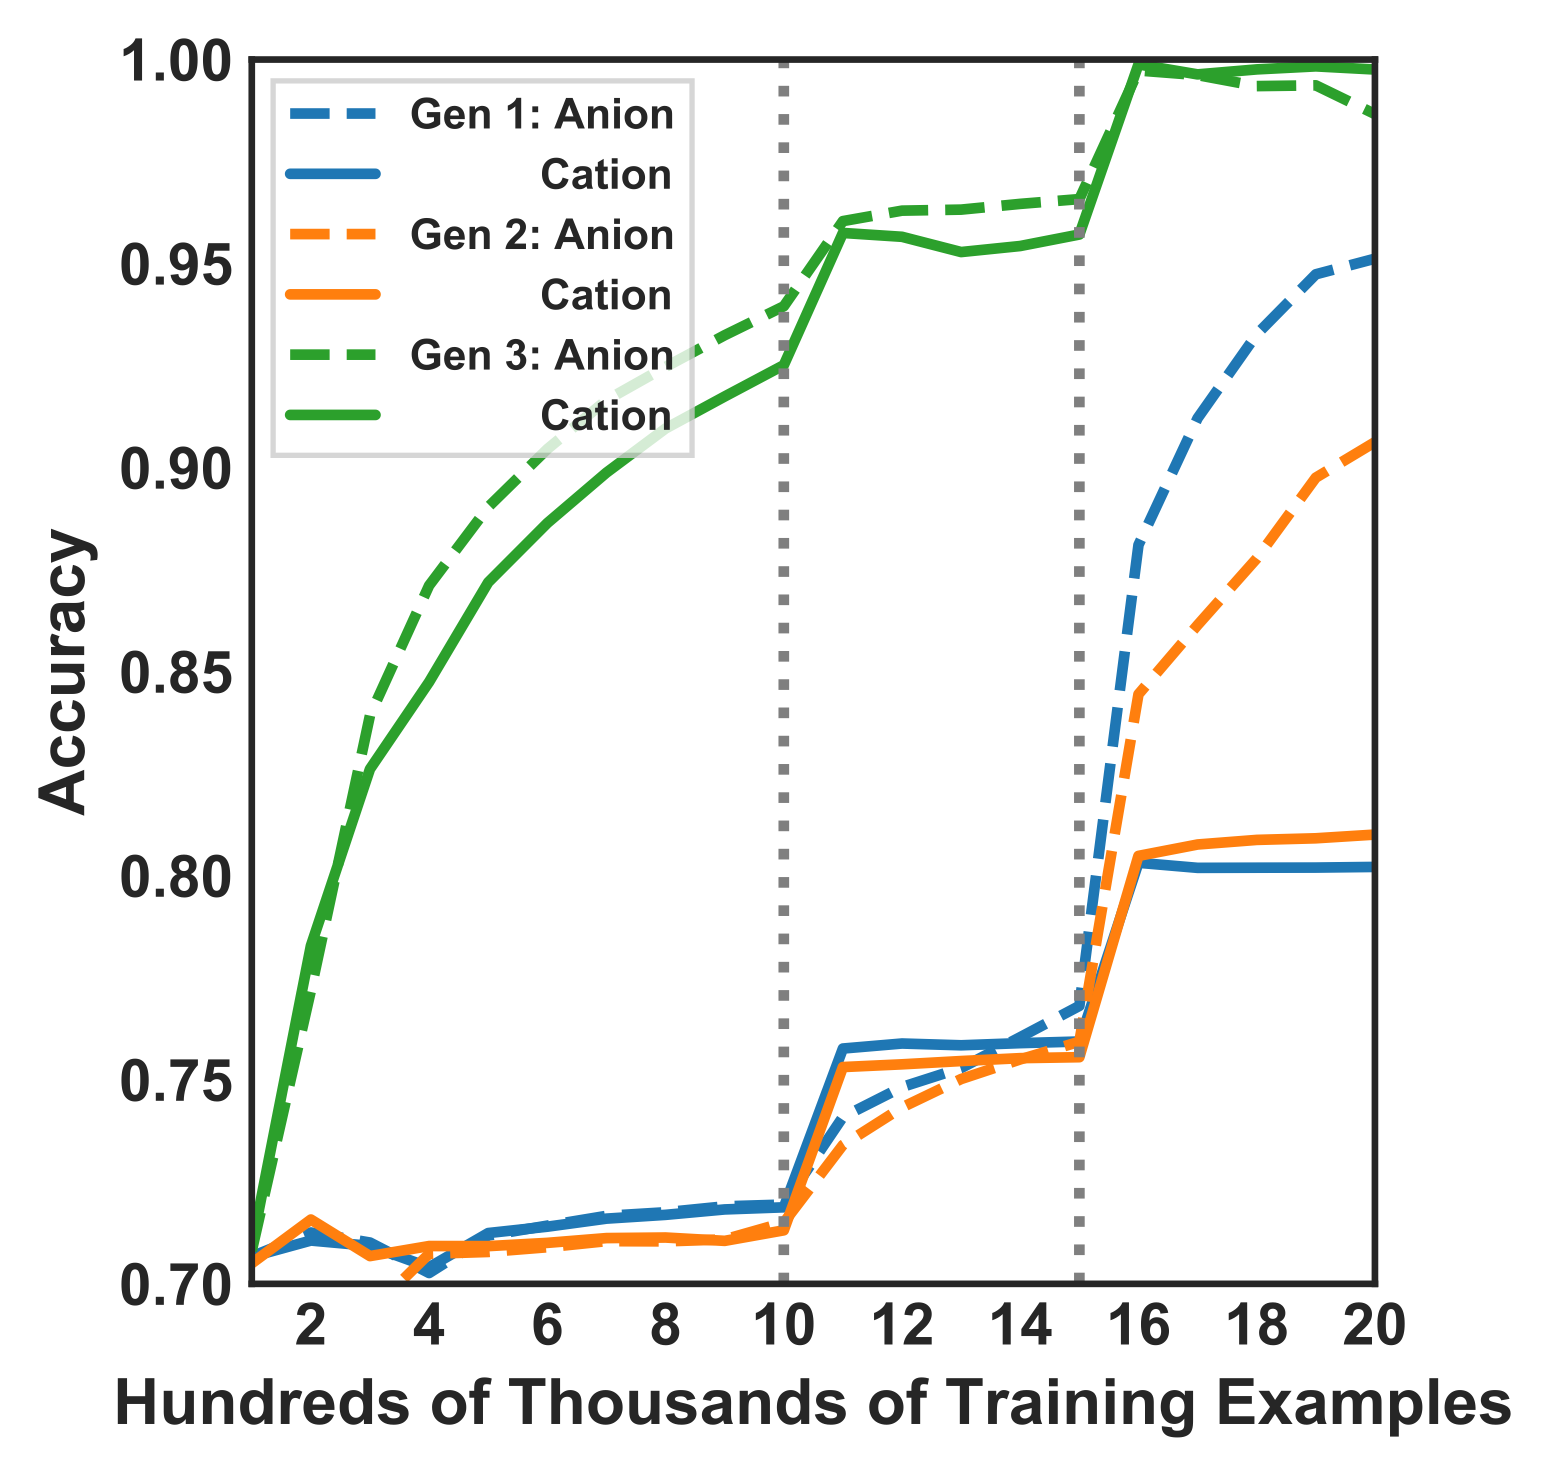 1.00
0.95
0.90
0.85
0.80
0.75
0.70
Accuracy
Gen 1: Anion
Cation
Gen 2: Anion
Cation
Gen 3: Anion
Cation
2 4 6 8 10 12 14 16 18 20
Hundreds of Thousands of Training Examples